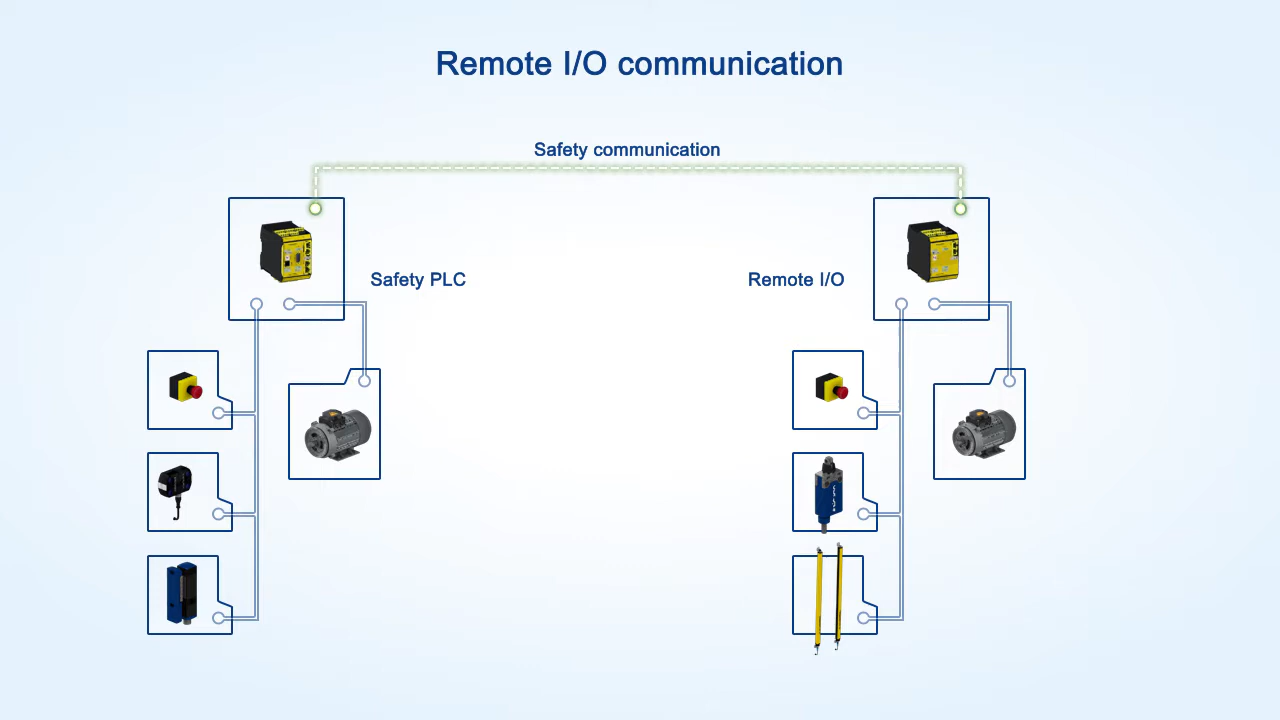 Remote I/O communication
Safety communication
Safety PLC
Remote I/O